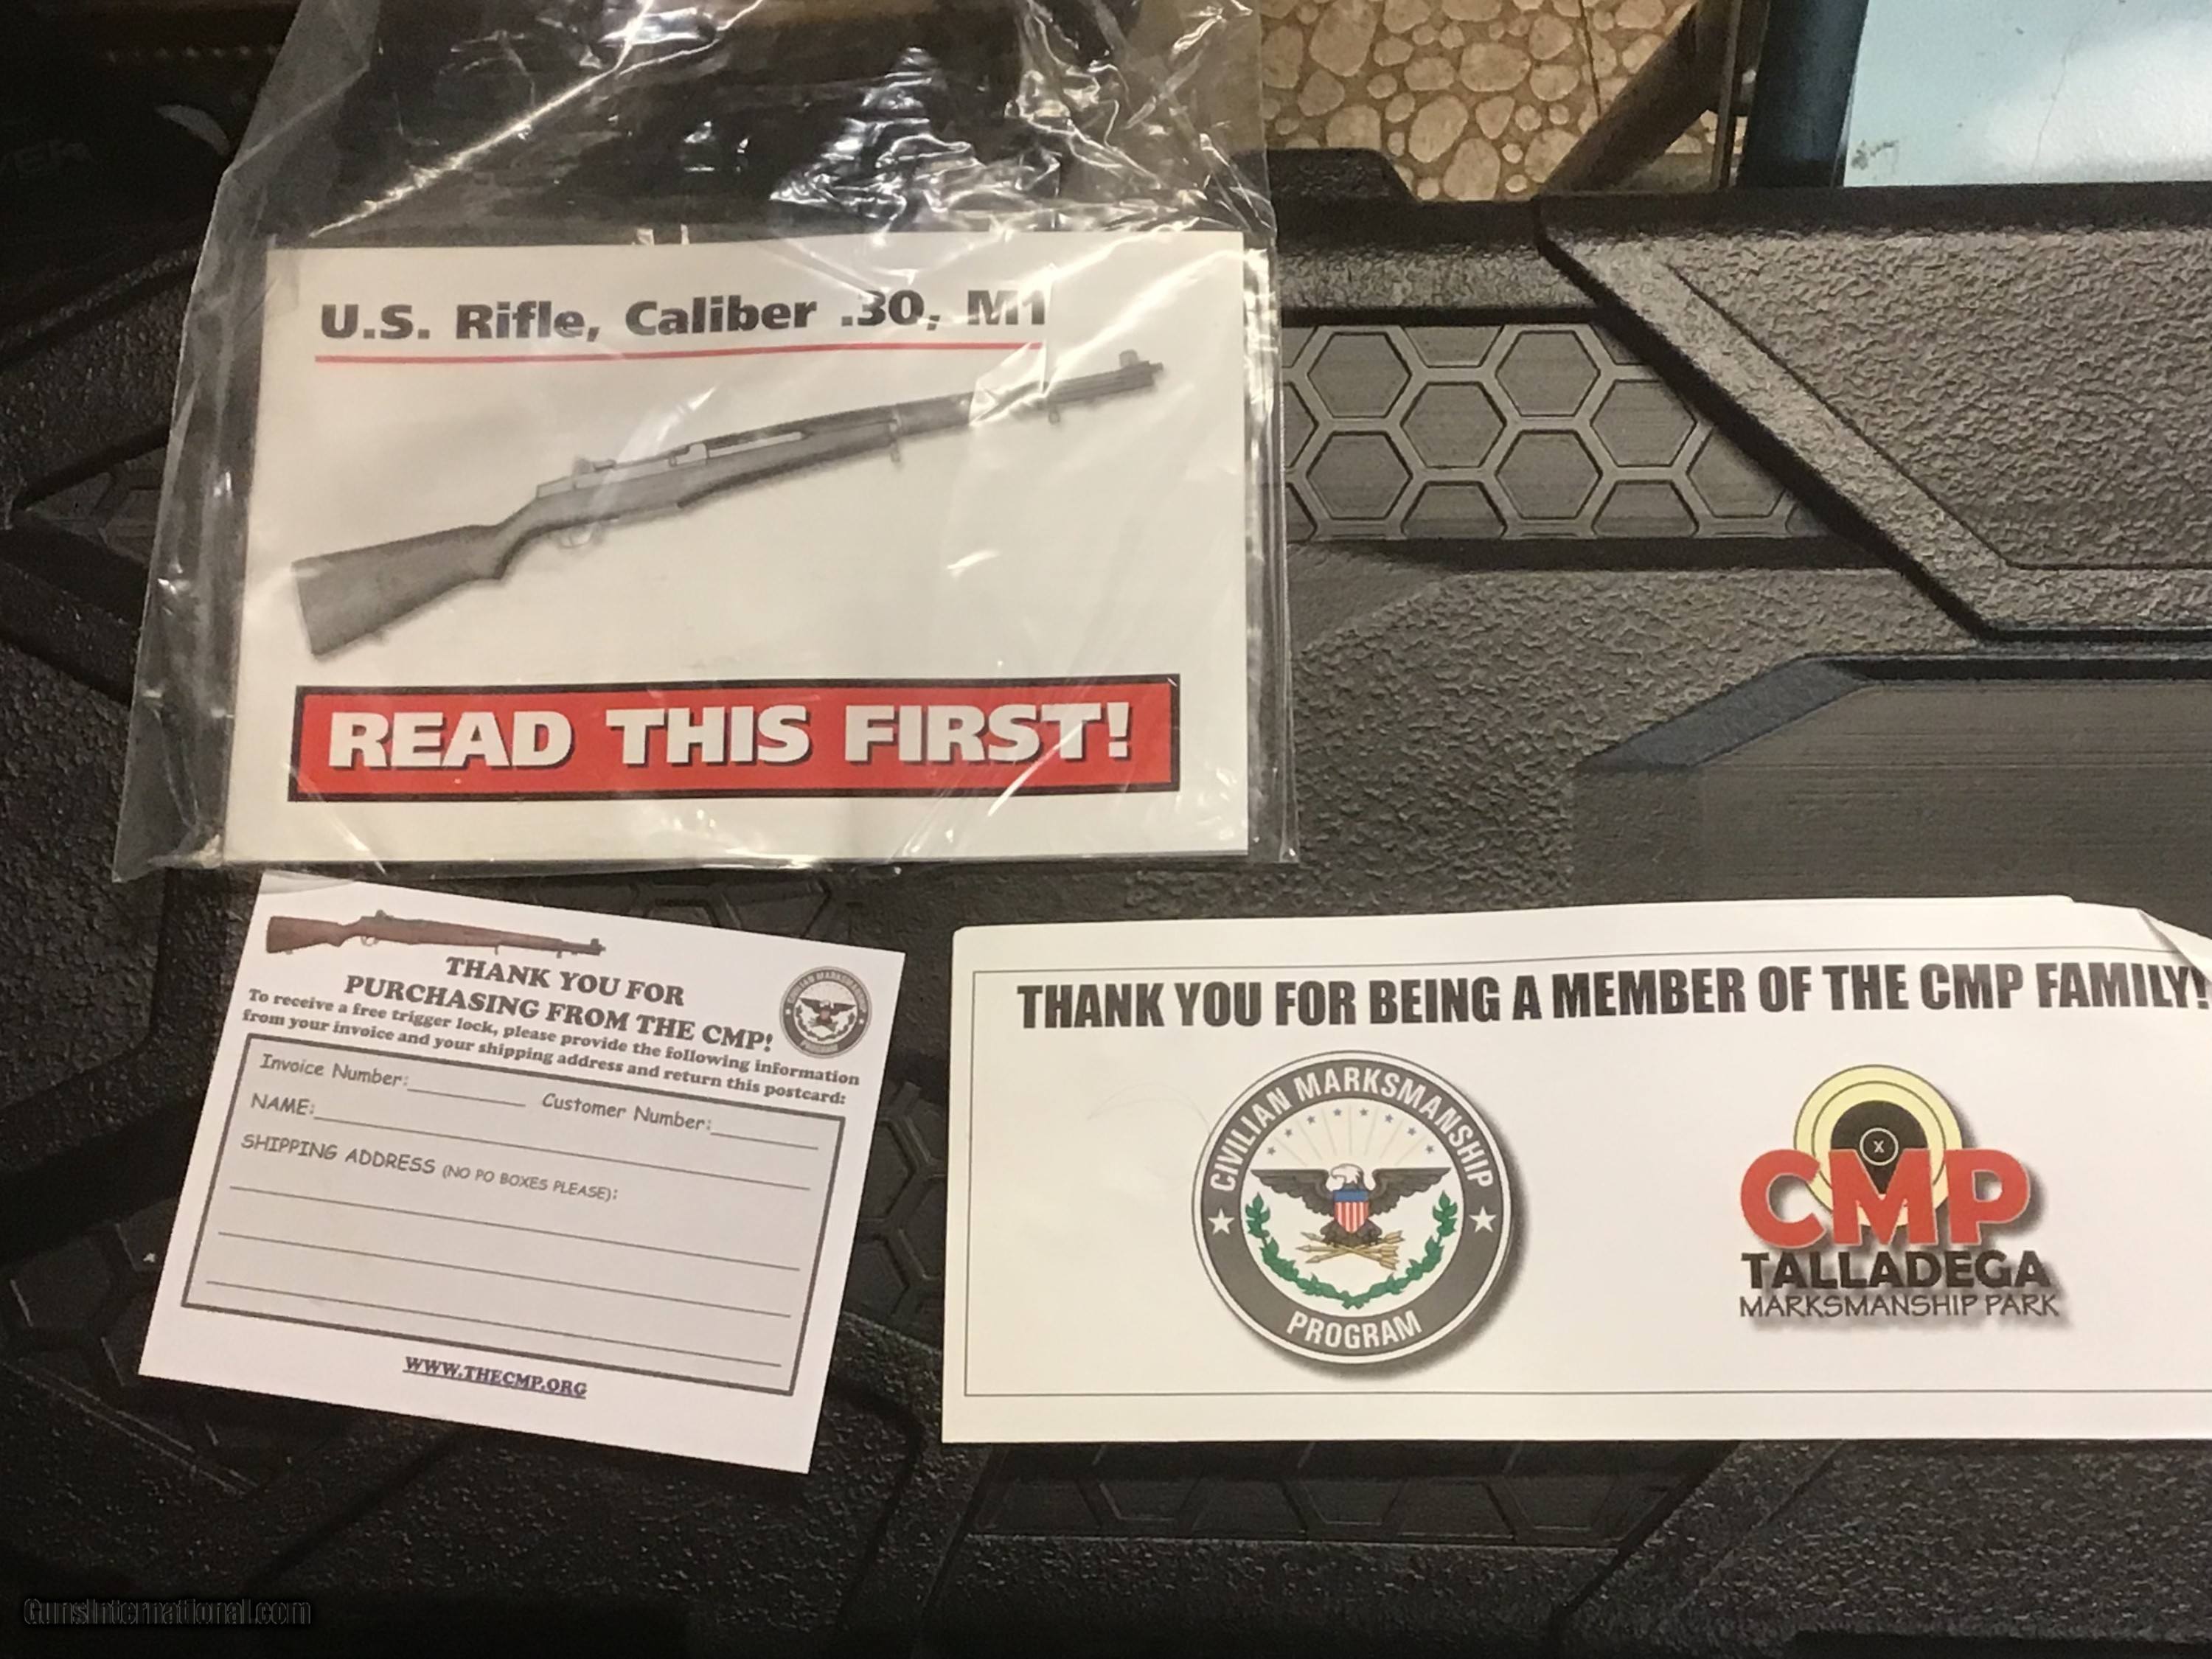 U.S. Rifle, Caliber .30, M1
READ THIS FIRST!
THANK YOU FOR
PURCHASING FROM THE CMP!
To receive a free trigger lock, please provide the following information
from your invoice and your shipping address and return this postcard:
Invoice Number: Customer Number:
NAME:
SHIPPING ADDRESS (NO PO BOXES PLEASE):
WWW.THECMP.ORG
CIVILIAN MARKSMANSHIP
PROGRAM
THANK YOU FOR BEING A MEMBER OF THE CMP FAMILY!
CIVILIAN MARKSMANSHIP
PROGRAM
X
CMP
TALLADEGA
MARKSMANSHIP PARK
GunsInternational.com